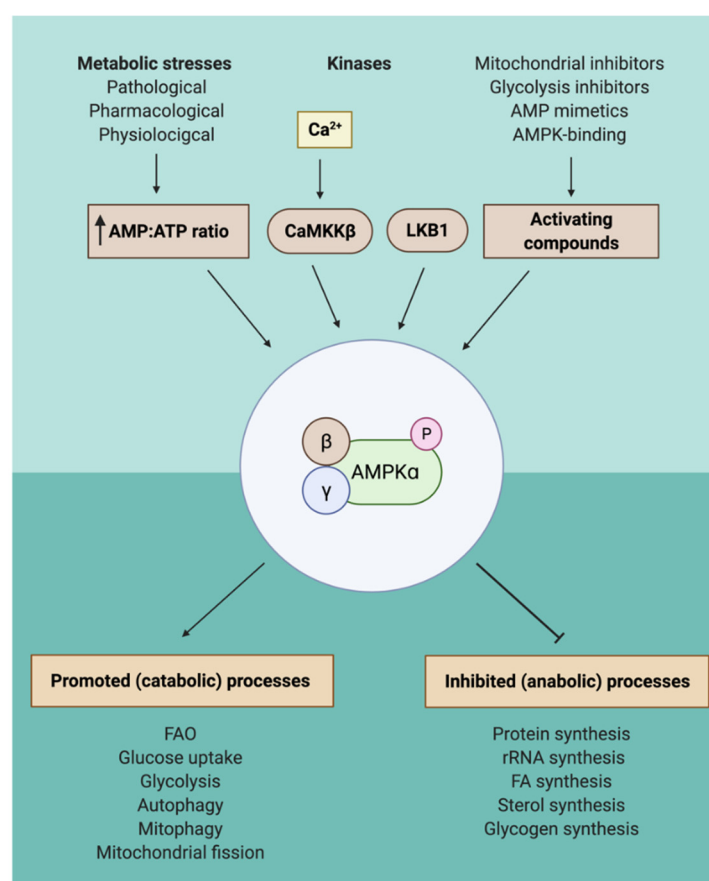 Metabolic stresses
Pathological
Pharmacological
Physiolocigcal
Kinases
Ca²⁺
Mitochondrial inhibitors
Glycolysis inhibitors
AMP mimetics
AMPK-binding
AMP:ATP ratio
CaMKKβ
LKB1
Activating
compounds
β
γ
AMPKα
P
Promoted (catabolic) processes
FAO
Glucose uptake
Glycolysis
Autophagy
Mitophagy
Mitochondrial fission
Inhibited (anabolic) processes
Protein synthesis
rRNA synthesis
FA synthesis
Sterol synthesis
Glycogen synthesis